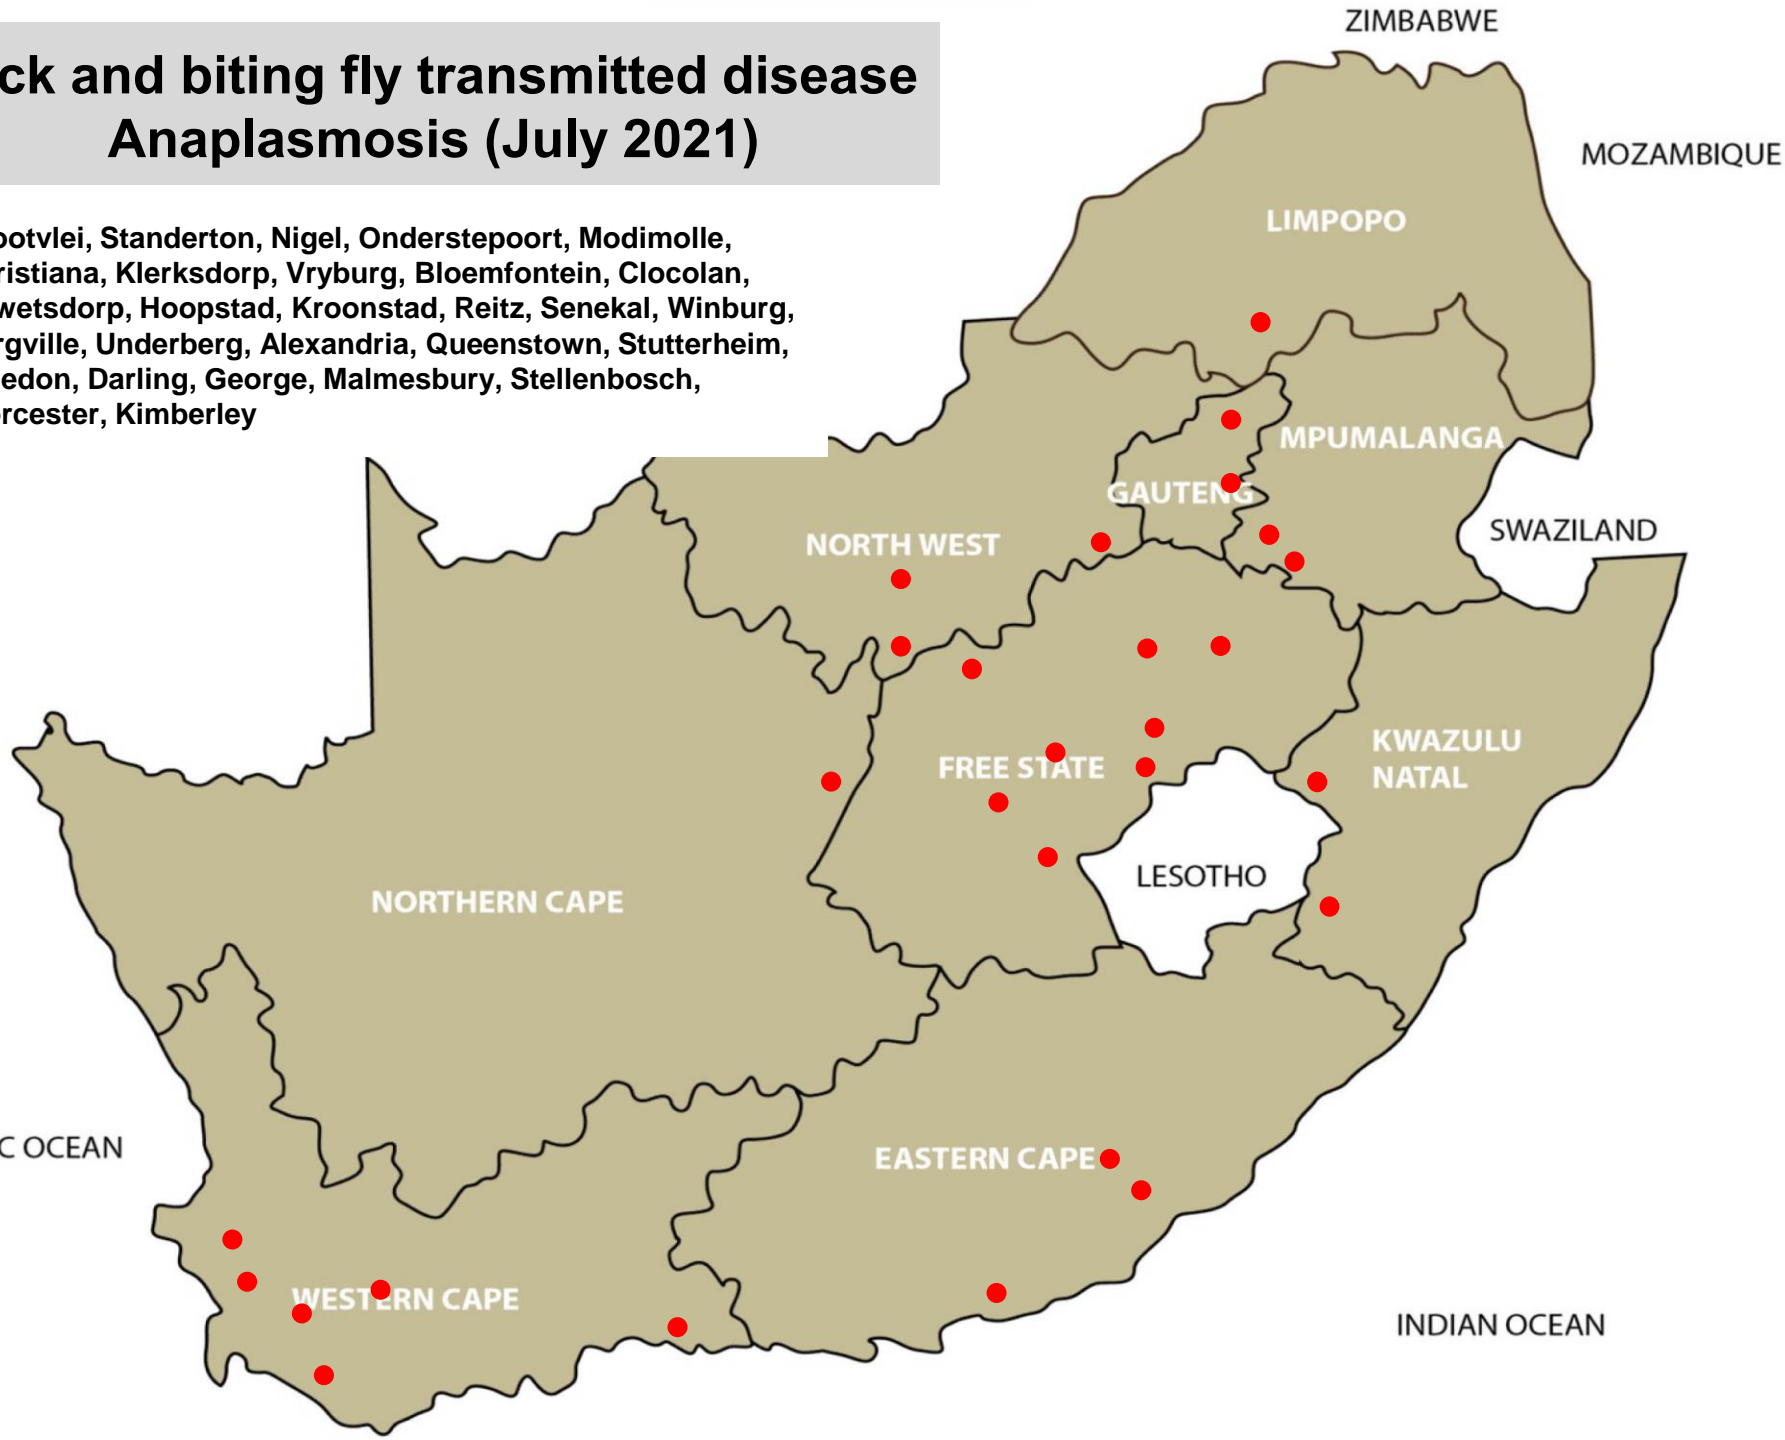 ZIMBABWE
ck and biting fly transmitted disease
Anaplasmosis (July 2021)
MOZAMBIQUE
LIMPOPO
ootvlei, Standerton, Nigel, Onderstepoort, Modimolle,
ristiana, Klerksdorp, Vryburg, Bloemfontein, Clocolan,
wetsdorp, Hoopstad, Kroonstad, Reitz, Senekal, Winburg,
rgville, Underberg, Alexandria, Queenstown, Stutterheim,
edon, Darling, George, Malmesbury, Stellenbosch,
rcester, Kimberley
MPUMALANGA
GAUTENG
SWAZILAND
NORTH WEST
KWAZULU
NATAL
FREE STATE
LESOTHO
NORTHERN CAPE
C OCEAN
EASTERN CAPE
WESTERN CAPE
INDIAN OCEAN